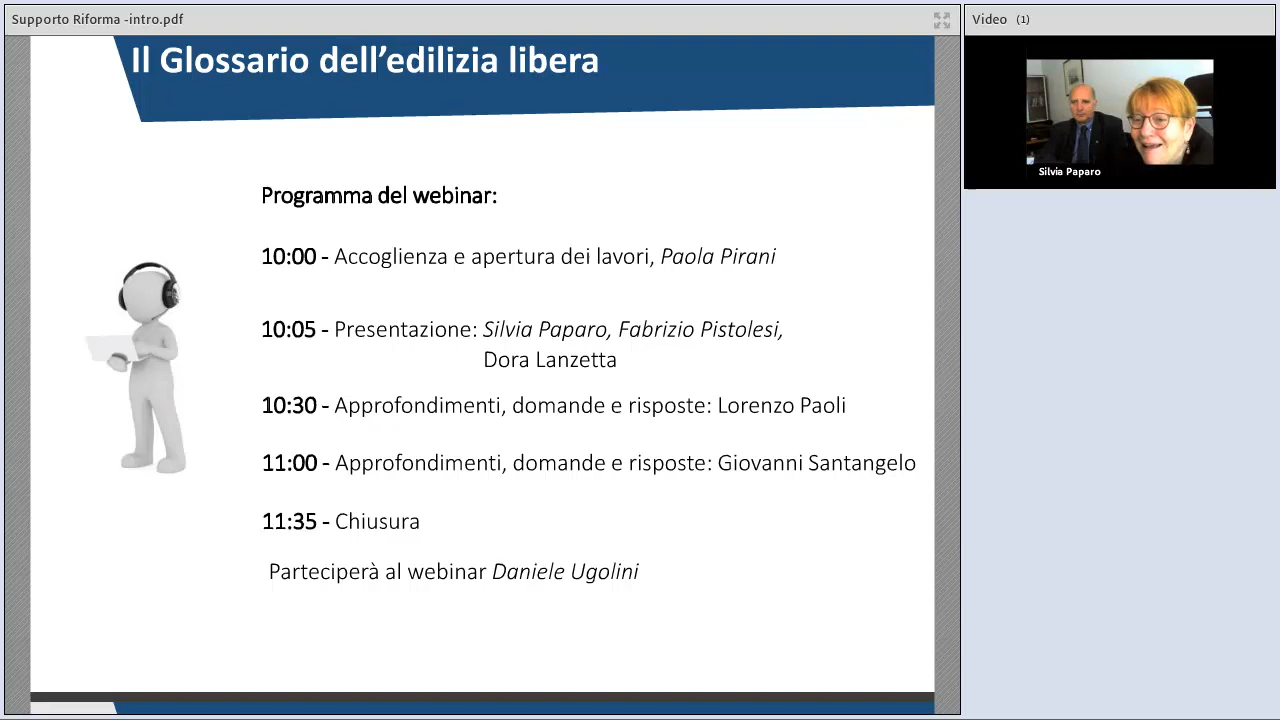 Supporto Riforma -intro.pdf
Video (1)
Il Glossario dell'edilizia libera
Silvia Paparo
Programma del webinar:
10:00 - Accoglienza e apertura dei lavori, Paola Pirani
10:05 - Presentazione: Silvia Paparo, Fabrizio Pistolesi,
Dora Lanzetta
10:30 - Approfondimenti, domande e risposte: Lorenzo Paoli
11:00 - Approfondimenti, domande e risposte: Giovanni Santangelo
11:35 - Chiusura
Parteciperà al webinar Daniele Ugolini